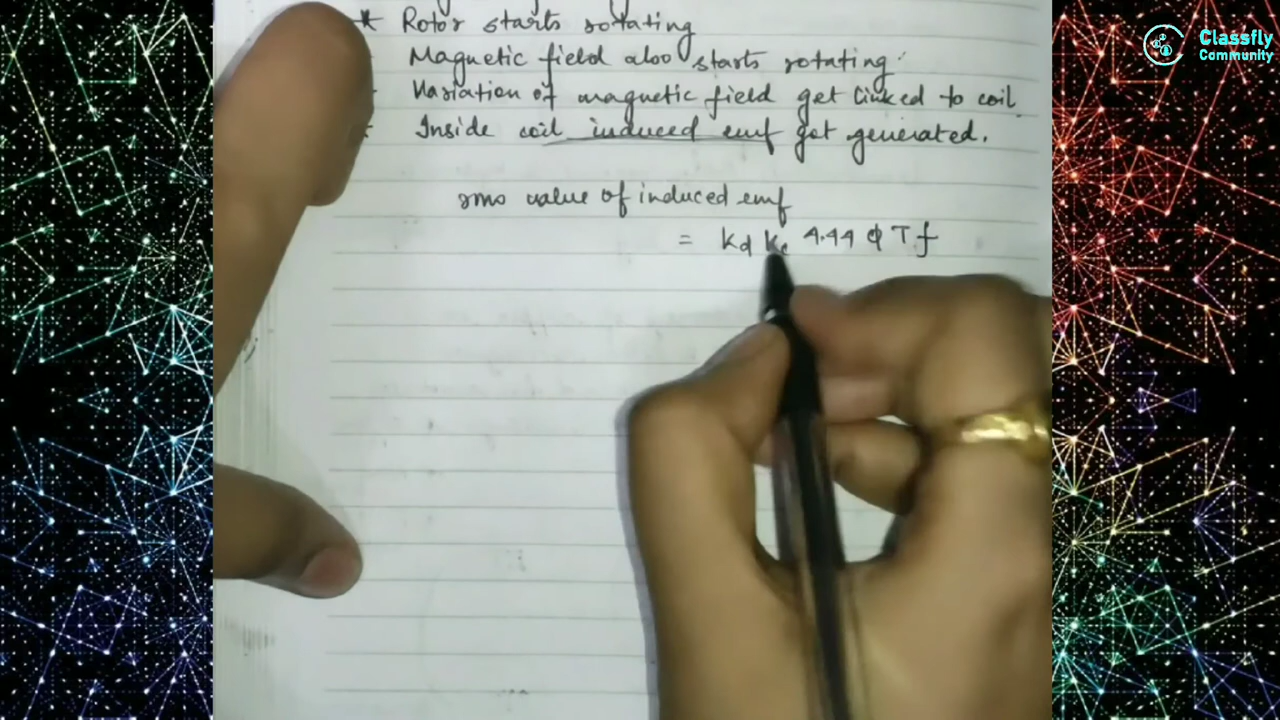 * Rotor starts rotating
Magnetic field also starts rotating.
Variation of magnetic field get linked to coil
Inside coil induced emf get generated.
rms value of induced emf
= Kd Kc 4.44 φ T f
Classfly
Community